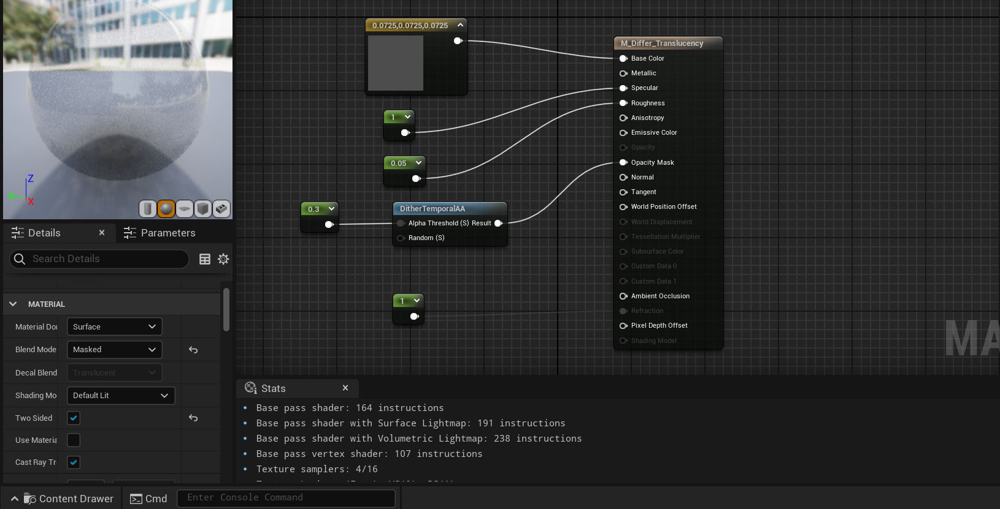 0.0725,0.0725,0.0725
M_Differ_Translucency
Base Color
Metallic
Specular
Roughness
Anisotropy
Emissive Color
Opacity
Opacity Mask
Normal
Tangent
World Position Offset
World Displacement
Tessellation Multiplier
Subsurface Color
Custom Data 0
Custom Data 1
Ambient Occlusion
Refraction
Pixel Depth Offset
Shading Model
1
0.05
0.3
DitherTemporalAA
Alpha Threshold (S) Result
Random (S)
1
MA
Z
X
Details
Parameters
Search Details
MATERIAL
Material Do
Surface
Blend Mode
Masked
Decal Blend
Translucent
Shading Mo
Default Lit
Two Sided
Use Materia
Cast Ray Tr
Stats
Base pass shader: 164 instructions
Base pass shader with Surface Lightmap: 191 instructions
Base pass shader with Volumetric Lightmap: 238 instructions
Base pass vertex shader: 107 instructions
Texture samplers: 4/16
Content Drawer
Cmd
Enter Console Command